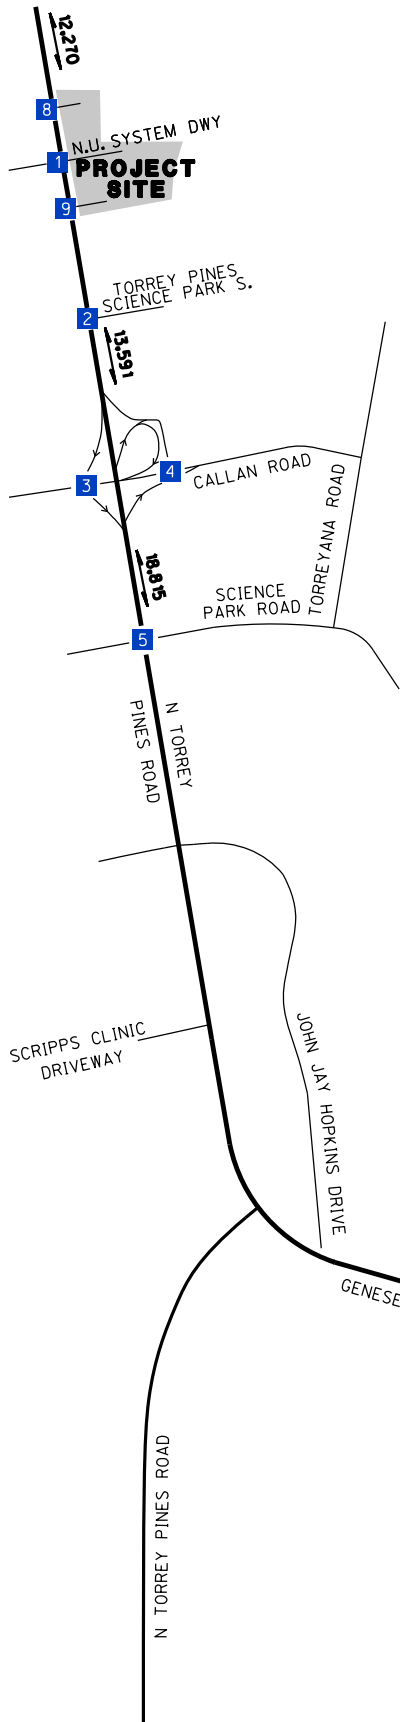 12,270
8
N.U. SYSTEM DWY
1
PROJECT
SITE
9
TORREY PINES
SCIENCE PARK S.
2
13,591
4
3
CALLAN ROAD
TORREYANA ROAD
18,815
SCIENCE
PARK ROAD
5
N TORREY
PINES ROAD
SCRIPPS CLINIC
DRIVEWAY
JOHN JAY HOPKINS DRIVE
GENESE
N TORREY PINES ROAD